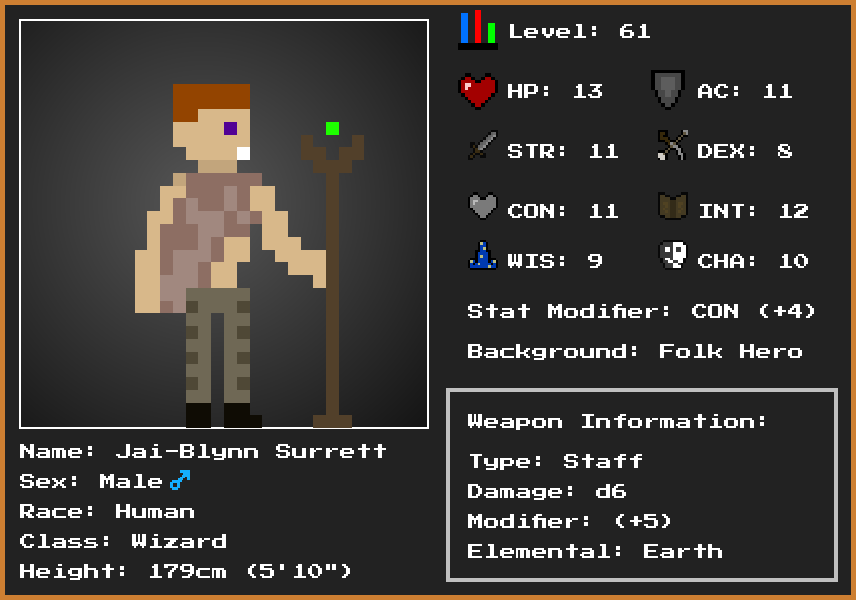 Level: 61
HP: 13 AC: 11
STR: 11 DEX: 8
CON: 11 INT: 12
WIS: 9 CHA: 10
Stat Modifier: CON (+4)
Background: Folk Hero
Weapon Information:
Type: Staff
Damage: d6
Modifier: (+5)
Elemental: Earth
Name: Jai-Blynn Surrett
Sex: Male ♂
Race: Human
Class: Wizard
Height: 179cm (5'10")